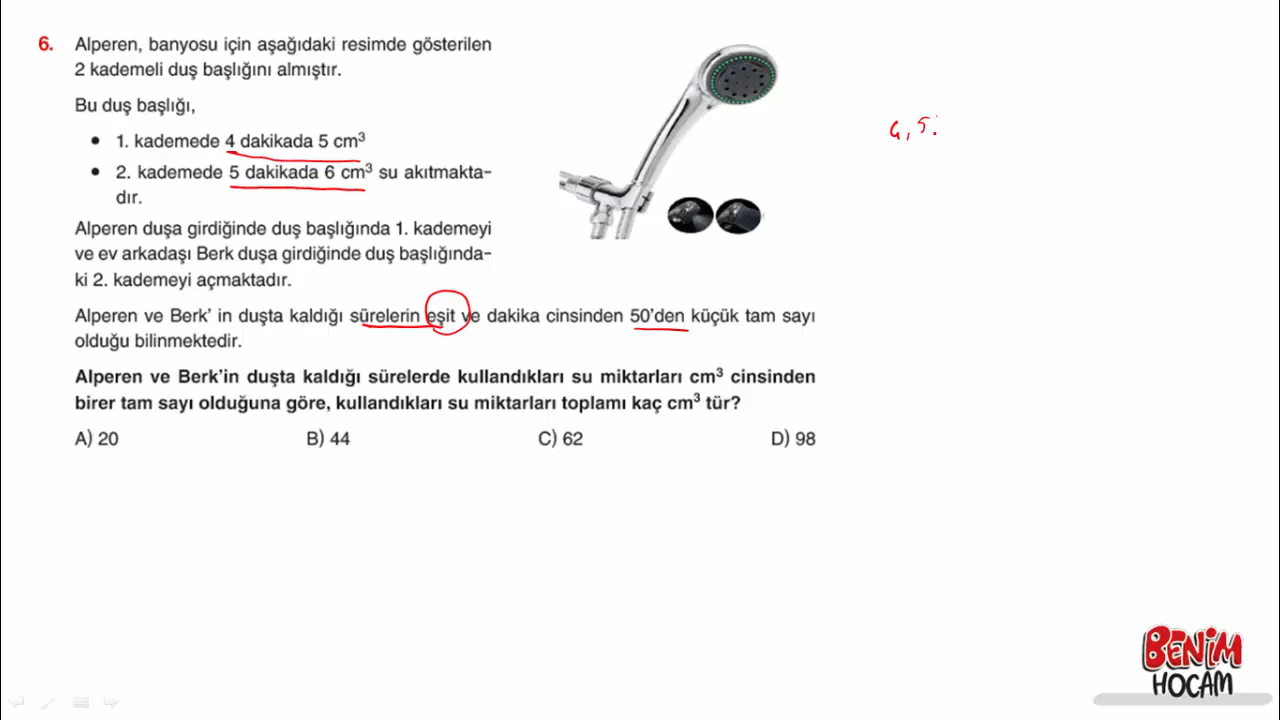 6. Alperen, banyosu için aşağıdaki resimde gösterilen
2 kademeli duş başlığını almıştır.
Bu duş başlığı,
• 1. kademede 4 dakikada 5 cm³
• 2. kademede 5 dakikada 6 cm³ su akıtmakta-
dır.
Alperen duşa girdiğinde duş başlığında 1. kademeyi
ve ev arkadaşı Berk duşa girdiğinde duş başlığında-
ki 2. kademeyi açmaktadır.
Alperen ve Berk' in duşta kaldığı sürelerin eşit ve dakika cinsinden 50'den küçük tam sayı
olduğu bilinmektedir.
Alperen ve Berk'in duşta kaldığı sürelerde kullandıkları su miktarları cm³ cinsinden
birer tam sayı olduğuna göre, kullandıkları su miktarları toplamı kaç cm³ tür?
A) 20 B) 44 C) 62 D) 98
4, 5
BENİM
HOCAM